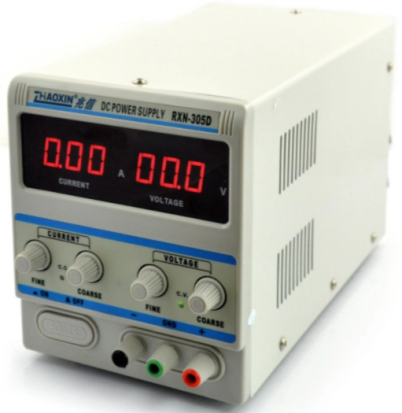 ZHAOXIN® 兆信 DC POWER SUPPLY RXN-305D
0.00 A 00.0 V
CURRENT VOLTAGE
CURRENT VOLTAGE
C.C. C.V.
FINE COARSE FINE COARSE
ON OFF
- GND +